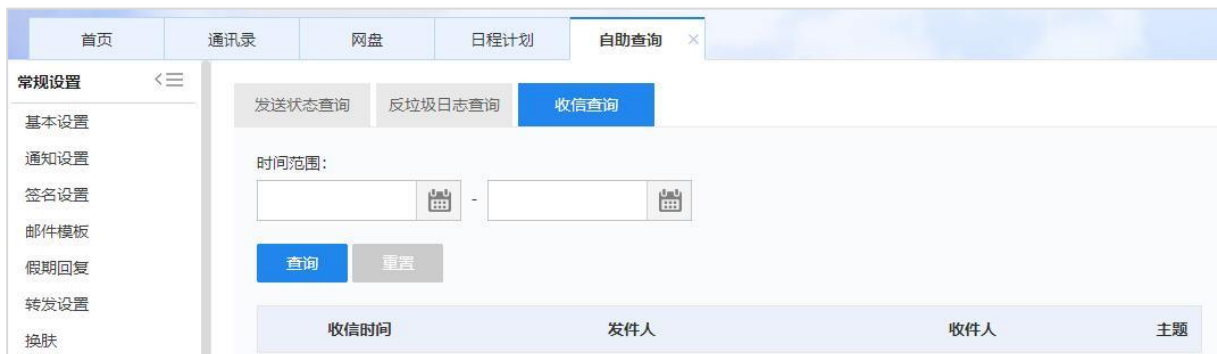 首页 通讯录 网盘 日程计划 自助查询 ×
常规设置
发送状态查询 反垃圾日志查询 收信查询
基本设置
通知设置
时间范围：
签名设置
-
邮件模板
假期回复
查询 重置
转发设置
收信时间 发件人 收件人 主题
换肤